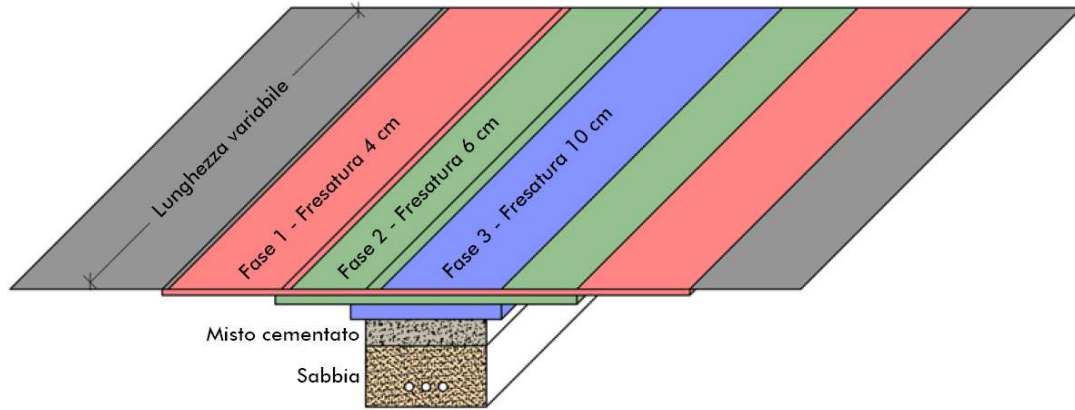 Lunghezza variabile
Fase 1 - Fresatura 4 cm
Fase 2 - Fresatura 6 cm
Fase 3 - Fresatura 10 cm
Misto cementato
Sabbia